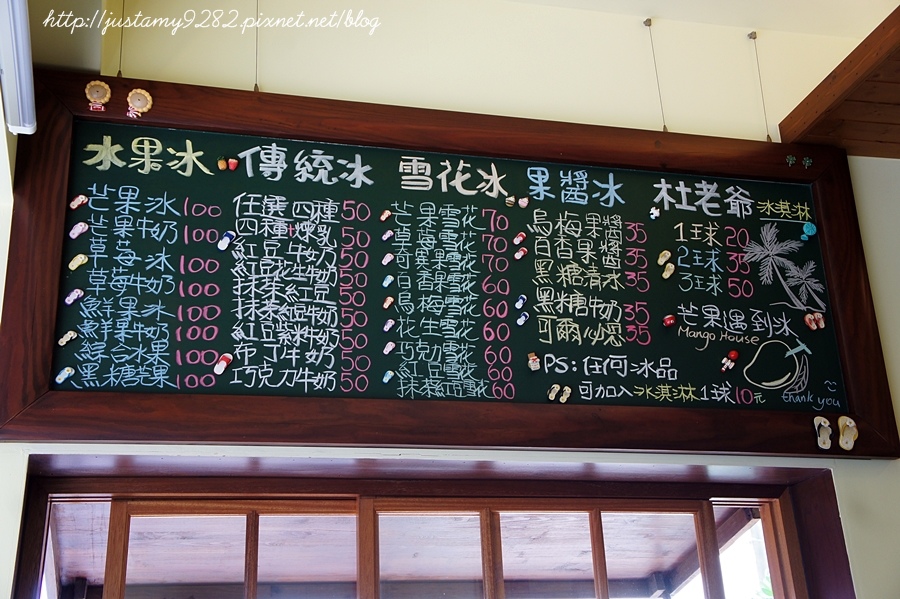 http://justamy9282.pixnet.net/blog
水果冰
芒果冰 100
芒果牛奶 100
草莓冰 100
草莓牛奶 100
鮮果冰 100
鮮果牛奶 100
綜合水果 100
黑糖芒果 100
傳統冰
任選四種 50
四種煉乳 50
紅豆牛奶 50
紅豆花生牛奶 50
抹茶紅豆 50
紅豆紫米牛奶 50
布丁牛奶 50
巧克力牛奶 50
雪花冰
芒果雪花 70
草莓雪花 70
奇異果雪花 70
百香果雪花 60
烏梅雪花 60
花生雪花 60
巧克力雪花 60
抹茶紅豆雪花 60
果醬冰
烏梅果醬 35
百香果醬 35
黑糖清冰 35
黑糖牛奶 35
可爾必思 35
PS:任何冰品
可加入冰淇淋1球10元
杜老爺冰淇淋
1球 20
2球 35
3球 50
芒果遇到冰
Mango House
thank you